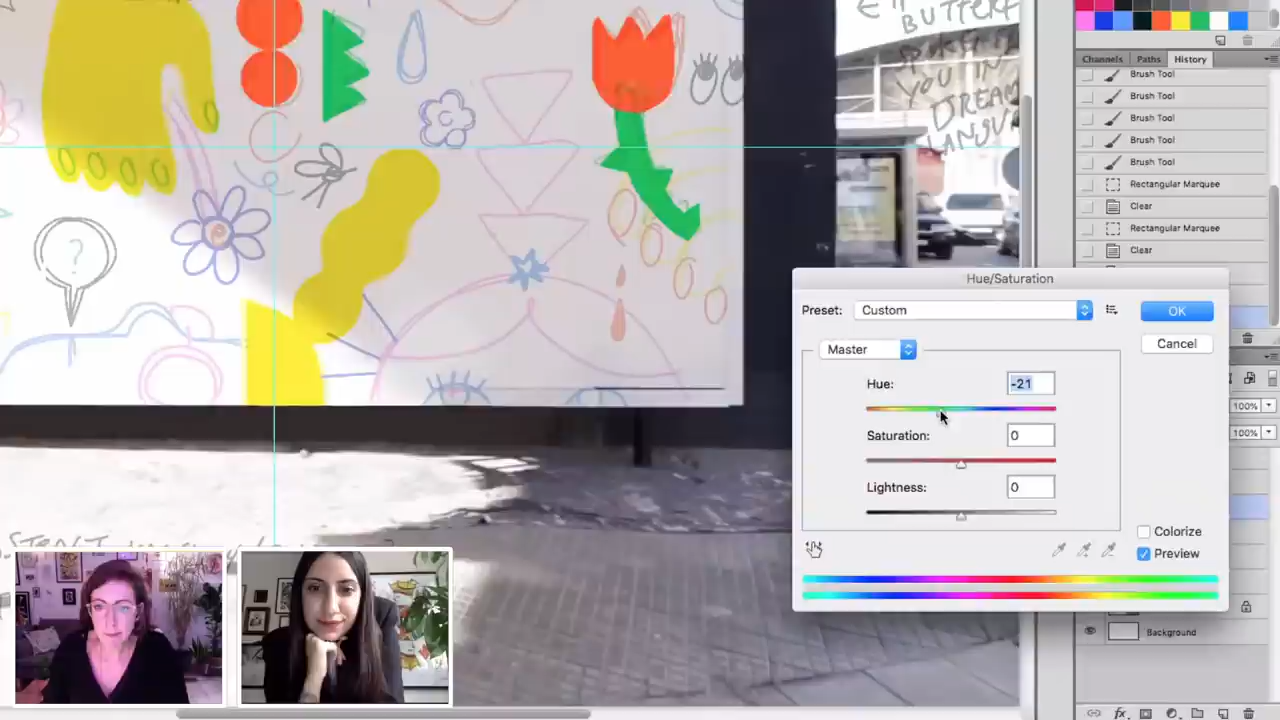 BUTTERF
YOU IN
DREAM
Channels Paths History
Brush Tool
Brush Tool
Brush Tool
Brush Tool
Brush Tool
Rectangular Marquee
Clear
Rectangular Marquee
Clear
?
Hue/Saturation
Preset: Custom OK
Master Cancel
Hue: -21
Saturation: 0
Lightness: 0
Colorize
Preview
100%
100%
Background
fx